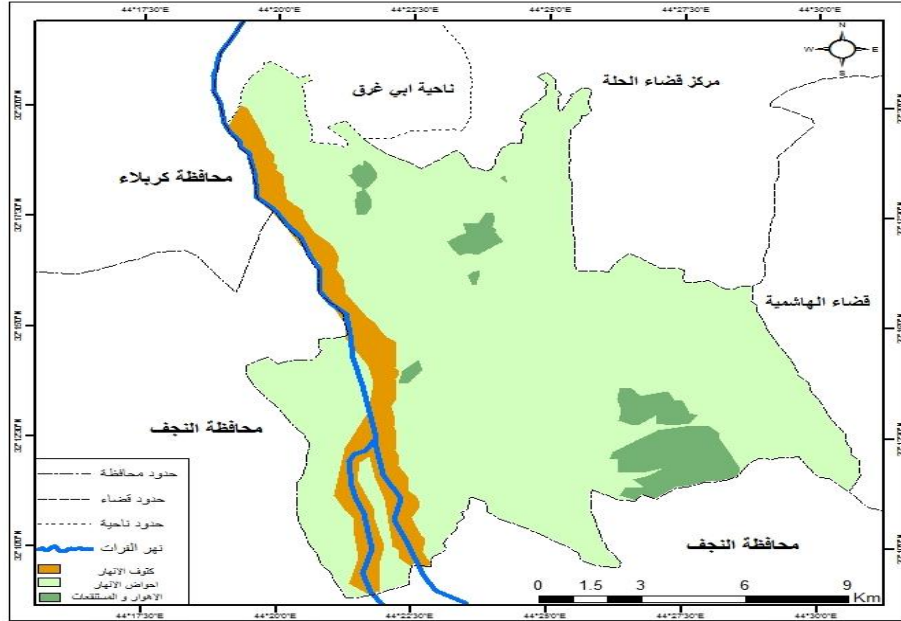 44°17'30"E 44°20'0"E 44°22'30"E 44°25'0"E 44°27'30"E 44°30'0"E
N
W E
S
ناحية ابي غرق
مركز قضاء الحلة
محافظة كربلاء
قضاء الهاشمية
محافظة النجف
محافظة النجف
حدود محافظة
حدود قضاء
حدود ناحية
نهر الفرات
كتوف الانهار
احواض الانهار
الاهوار و المستنقعات
0 1.5 3 6 9
Km
44°17'30"E 44°20'0"E 44°22'30"E 44°25'0"E 44°27'30"E 44°30'0"E